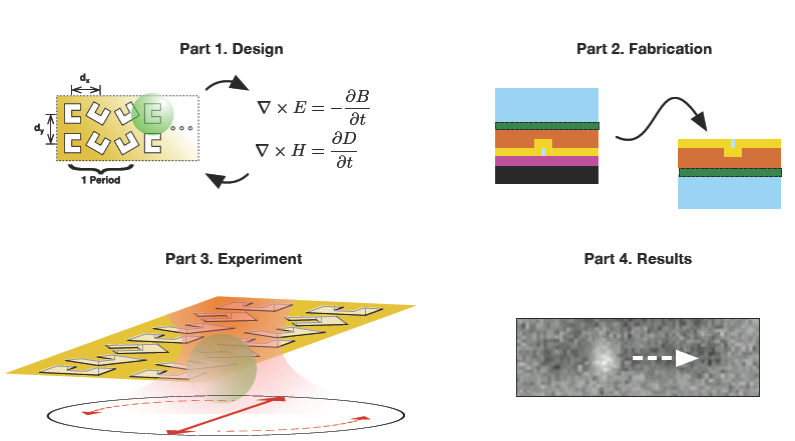 Part 1. Design
Part 2. Fabrication
dx
dy
1 Period
∇ × E = −∂B/∂t
∇ × H = ∂D/∂t
Part 3. Experiment
Part 4. Results